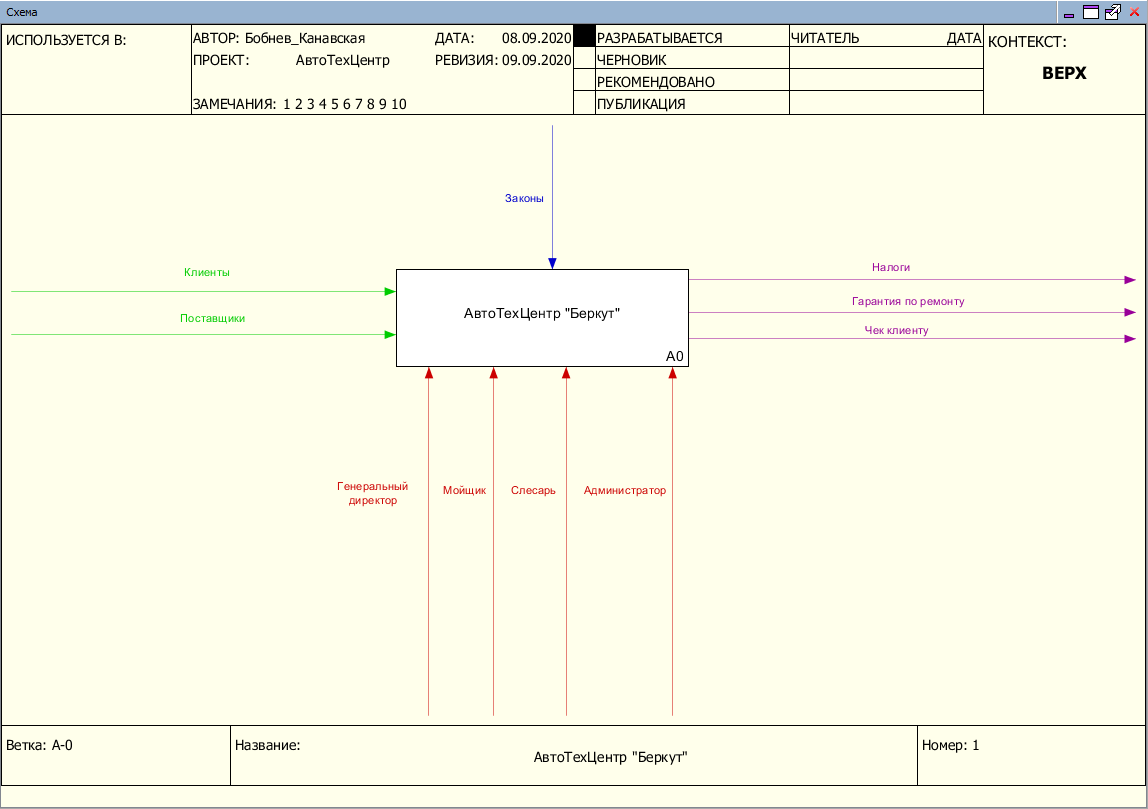 Схема
ИСПОЛЬЗУЕТСЯ В:
АВТОР: Бобнев_Канавская
ДАТА: 08.09.2020
ПРОЕКТ: АвтоТехЦентр
РЕВИЗИЯ: 09.09.2020
ЗАМЕЧАНИЯ: 1 2 3 4 5 6 7 8 9 10
РАЗРАБАТЫВАЕТСЯ
ЧЕРНОВИК
РЕКОМЕНДОВАНО
ПУБЛИКАЦИЯ
ЧИТАТЕЛЬ ДАТА
КОНТЕКСТ:
ВЕРХ
Законы
Клиенты
Поставщики
АвтоТехЦентр "Беркут"
A0
Налоги
Гарантия по ремонту
Чек клиенту
Генеральный
директор
Мойщик
Слесарь
Администратор
Ветка: A-0
Название:
АвтоТехЦентр "Беркут"
Номер: 1